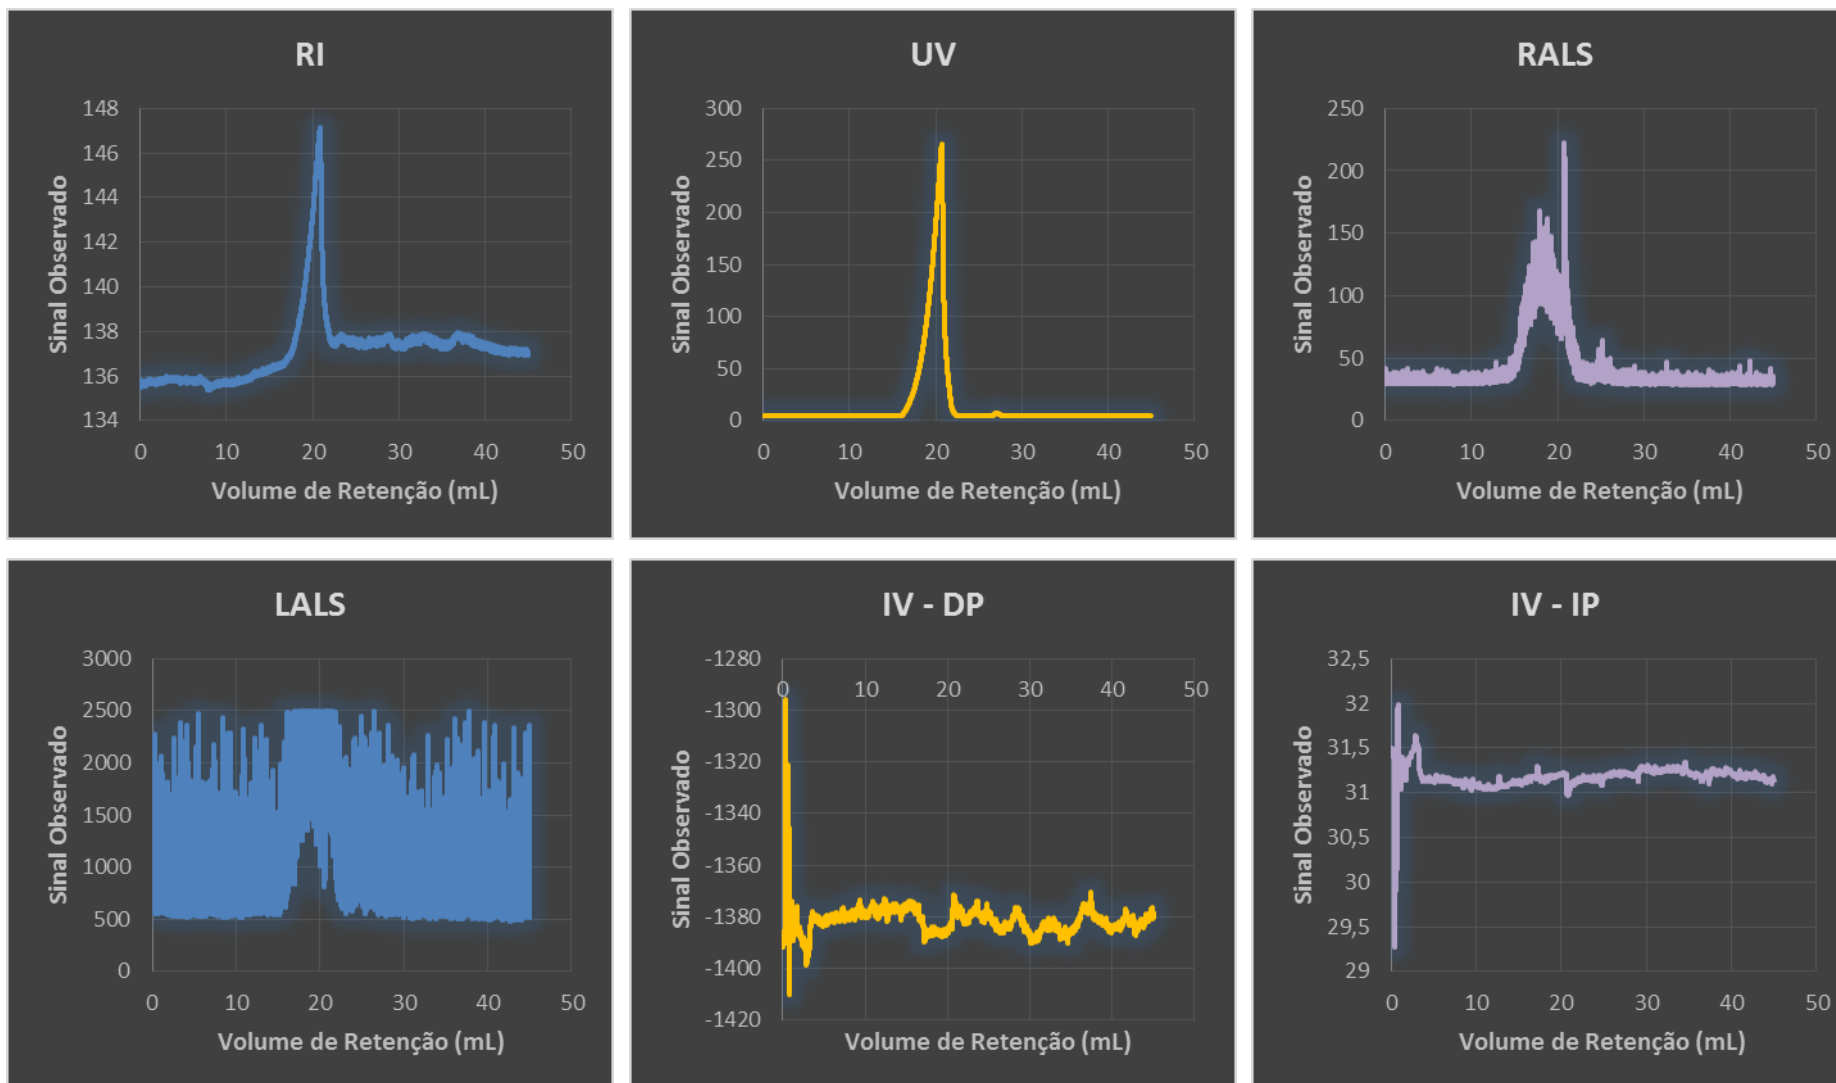 RI
148
146
144
142
140
138
136
134
0 10 20 30 40 50
Sinal Observado
Volume de Retenção (mL)
UV
300
250
200
150
100
50
0
0 10 20 30 40 50
Sinal Observado
Volume de Retenção (mL)
RALS
250
200
150
100
50
0
0 10 20 30 40 50
Sinal Observado
Volume de Retenção (mL)
LALS
3000
2500
2000
1500
1000
500
0
0 10 20 30 40 50
Sinal Observado
Volume de Retenção (mL)
IV - DP
-1280
0 10 20 30 40 50
-1300
-1320
-1340
-1360
-1380
-1400
-1420
Sinal Observado
Volume de Retenção (mL)
IV - IP
32,5
32
31,5
31
30,5
30
29,5
29
0 10 20 30 40 50
Sinal Observado
Volume de Retenção (mL)